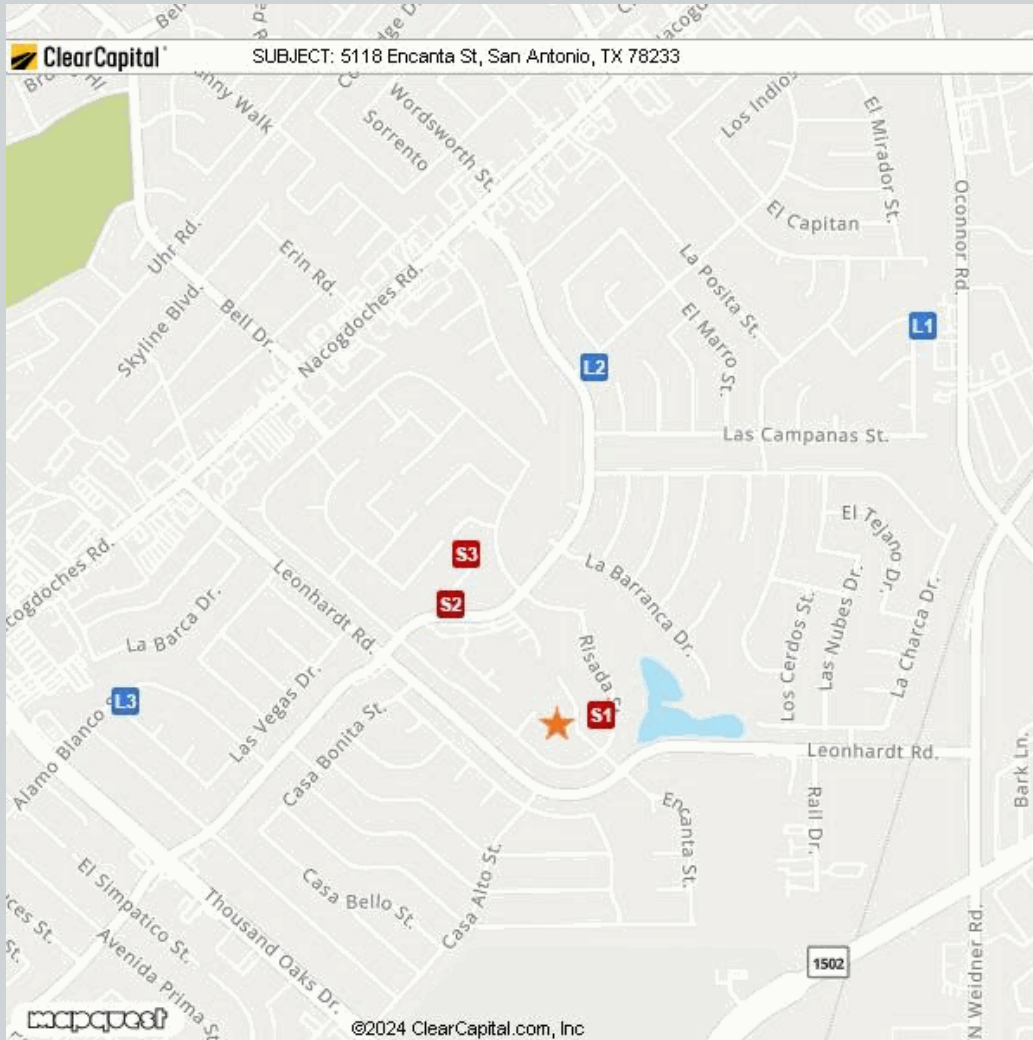 ClearCapital
SUBJECT: 5118 Encanta St, San Antonio, TX 78233
Wordsworth St.
Sorrento
Los Indios
El Mirador St.
El Capitan
Oconnor Rd.
Uhr Rd.
Erin Rd.
Skyline Blvd.
Bell Dr.
Nacogdoches Rd.
La Posita St.
El Marro St.
L1
L2
Las Campanas St.
El Tejano Dr.
S3
S2
La Barranca Dr.
Leonhardt Rd.
La Barca Dr.
Risada
Los Cerdos St.
Las Nubes Dr.
La Charca Dr.
L3
S1
Las Vegas Dr.
Casa Bonita St.
Alamo Blanco
Leonhardt Rd.
Bark Ln.
Encanta St.
Rail Dr.
Casa Bello St.
Casa Alto St.
El Simpatico St.
Thousand Oaks Dr.
Avenida Prima St
1502
N Weidner Rd.
mapquest
©2024 ClearCapital.com, Inc